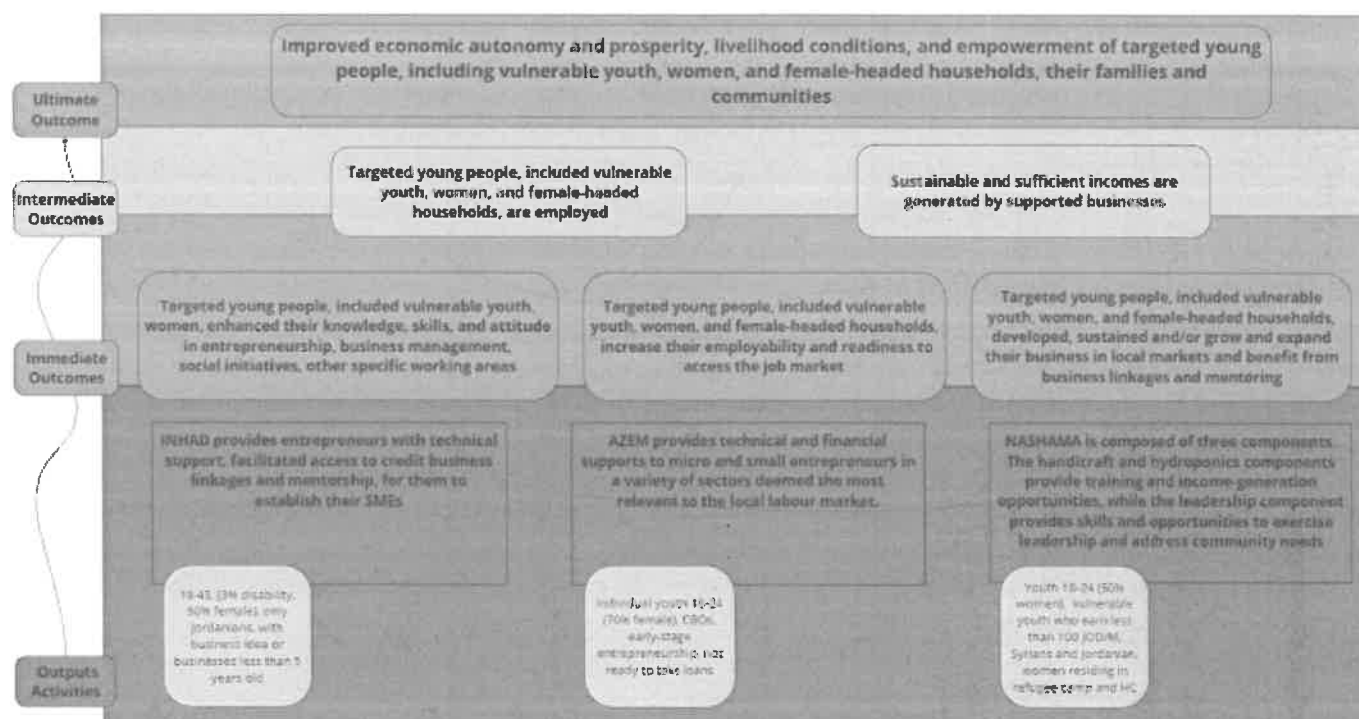 Improved economic autonomy and prosperity, livelihood conditions, and empowerment of targeted young
people, including vulnerable youth, women, and female-headed households, their families and
communities
Ultimate
Outcome
Targeted young people, included vulnerable
youth, women, and female-headed
households, are employed
Sustainable and sufficient incomes are
generated by supported businesses.
Intermediate
Outcomes
Targeted young people, included vulnerable youth,
women, enhanced their knowledge, skills, and attitude
in entrepreneurship, business management,
social initiatives, other specific working areas
Targeted young people, included vulnerable
youth, women, and female-headed households,
increase their employability and readiness to
access the job market
Targeted young people, included vulnerable
youth, women, and female-headed households,
developed, sustained and/or grow and expand
their business in local markets and benefit from
business linkages and mentoring
Immediate
Outcomes
INHAD provides entrepreneurs with technical
support, facilitated access to credit business
linkages and mentorship, for them to
establish their SMEs
AZEM provides technical and financial
supports to micro and small entrepreneurs in
a variety of sectors deemed the most
relevant to the local labour market.
NASHAMA is composed of three components.
The handicraft and hydroponics components
provide training and income-generation
opportunities, while the leadership component
provides skills and opportunities to exercise
leadership and address community needs
(3% disability,
50% female), only
Jordanians, with
business idea or
businesses less than 5
years old
Individual youth 18-24
(70% female), CBOs,
early-stage
entrepreneurship not
ready to take loans
Youth 18-24 (50%
women). Vulnerable
youth who earn less
than 100 JOD/M,
Syrians and Jordanian,
women residing in
refugee camp and HC
Outputs
Activities